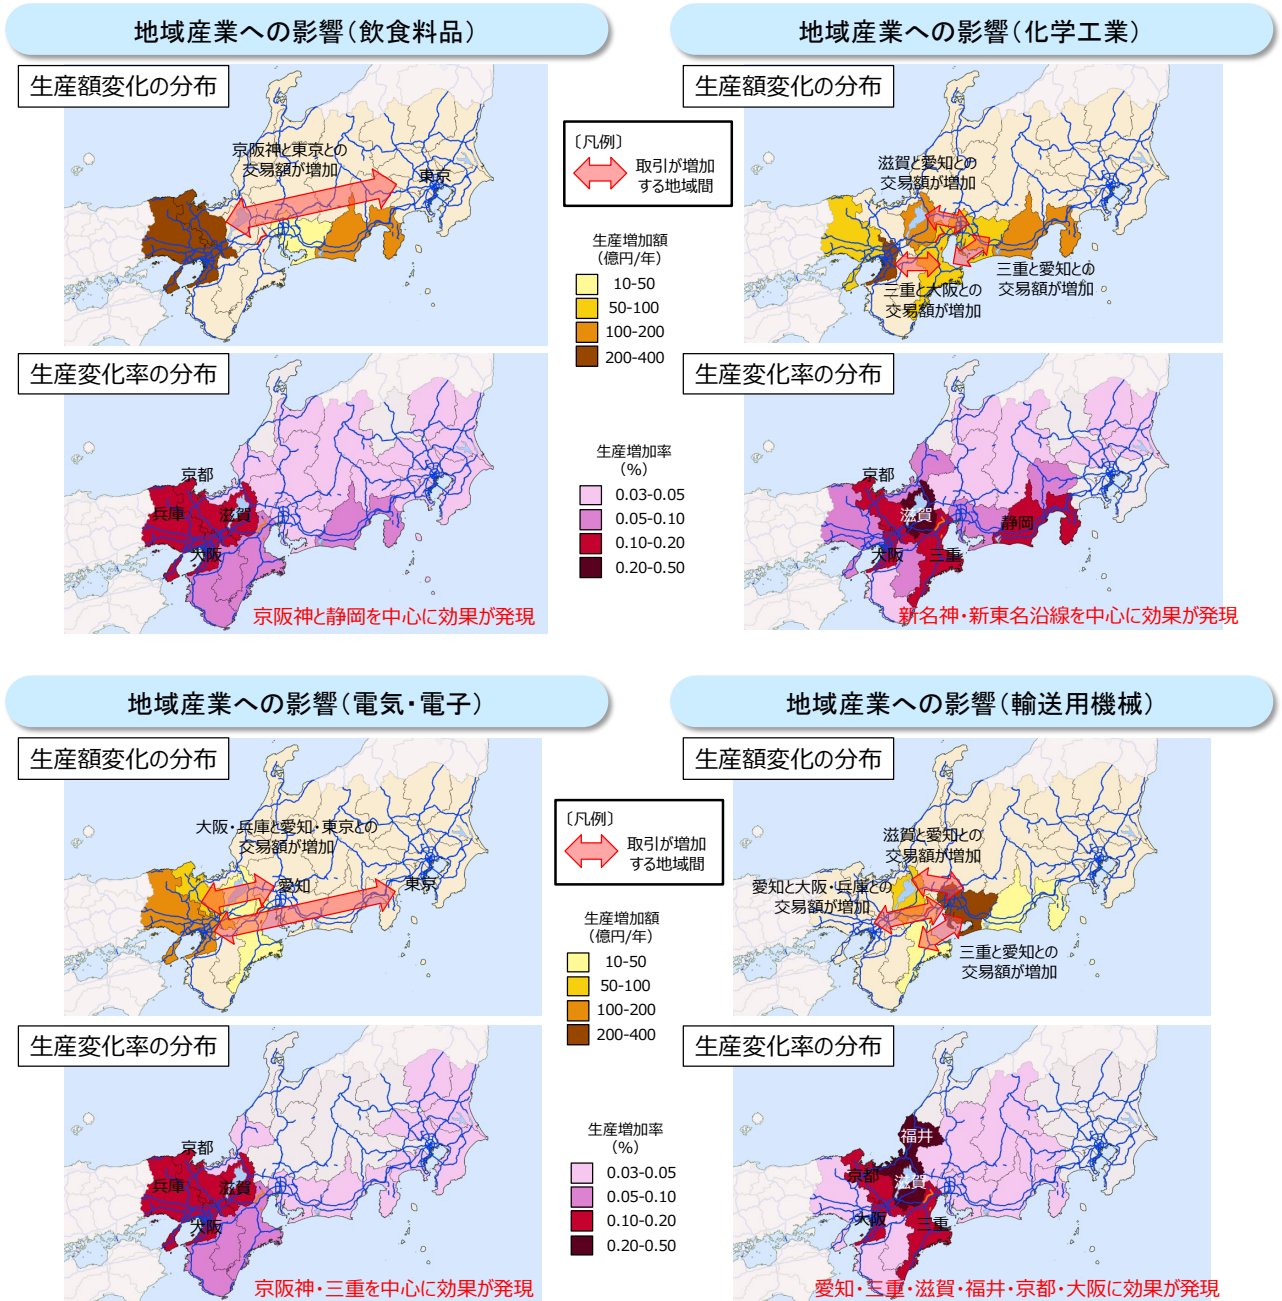 地域産業への影響（飲食料品）
生産額変化の分布
京阪神と東京との
交易額が増加
東京
生産変化率の分布
京都
兵庫
滋賀
大阪
京阪神と静岡を中心に効果が発現
〔凡例〕
取引が増加
する地域間
生産増加額
（億円/年）
10-50
50-100
100-200
200-400
生産増加率
（%）
0.03-0.05
0.05-0.10
0.10-0.20
0.20-0.50
地域産業への影響（化学工業）
生産額変化の分布
滋賀と愛知との
交易額が増加
三重と愛知との
交易額が増加
三重と大阪との
交易額が増加
生産変化率の分布
京都
滋賀
静岡
大阪
三重
新名神・新東名沿線を中心に効果が発現
地域産業への影響（電気・電子）
生産額変化の分布
大阪・兵庫と愛知・東京との
交易額が増加
愛知
東京
生産変化率の分布
京都
兵庫
滋賀
大阪
京阪神・三重を中心に効果が発現
〔凡例〕
取引が増加
する地域間
生産増加額
（億円/年）
10-50
50-100
100-200
200-400
生産増加率
（%）
0.03-0.05
0.05-0.10
0.10-0.20
0.20-0.50
地域産業への影響（輸送用機械）
生産額変化の分布
滋賀と愛知との
交易額が増加
愛知と大阪・兵庫との
交易額が増加
三重と愛知との
交易額が増加
生産変化率の分布
福井
京都
滋賀
大阪
三重
愛知・三重・滋賀・福井・京都・大阪に効果が発現